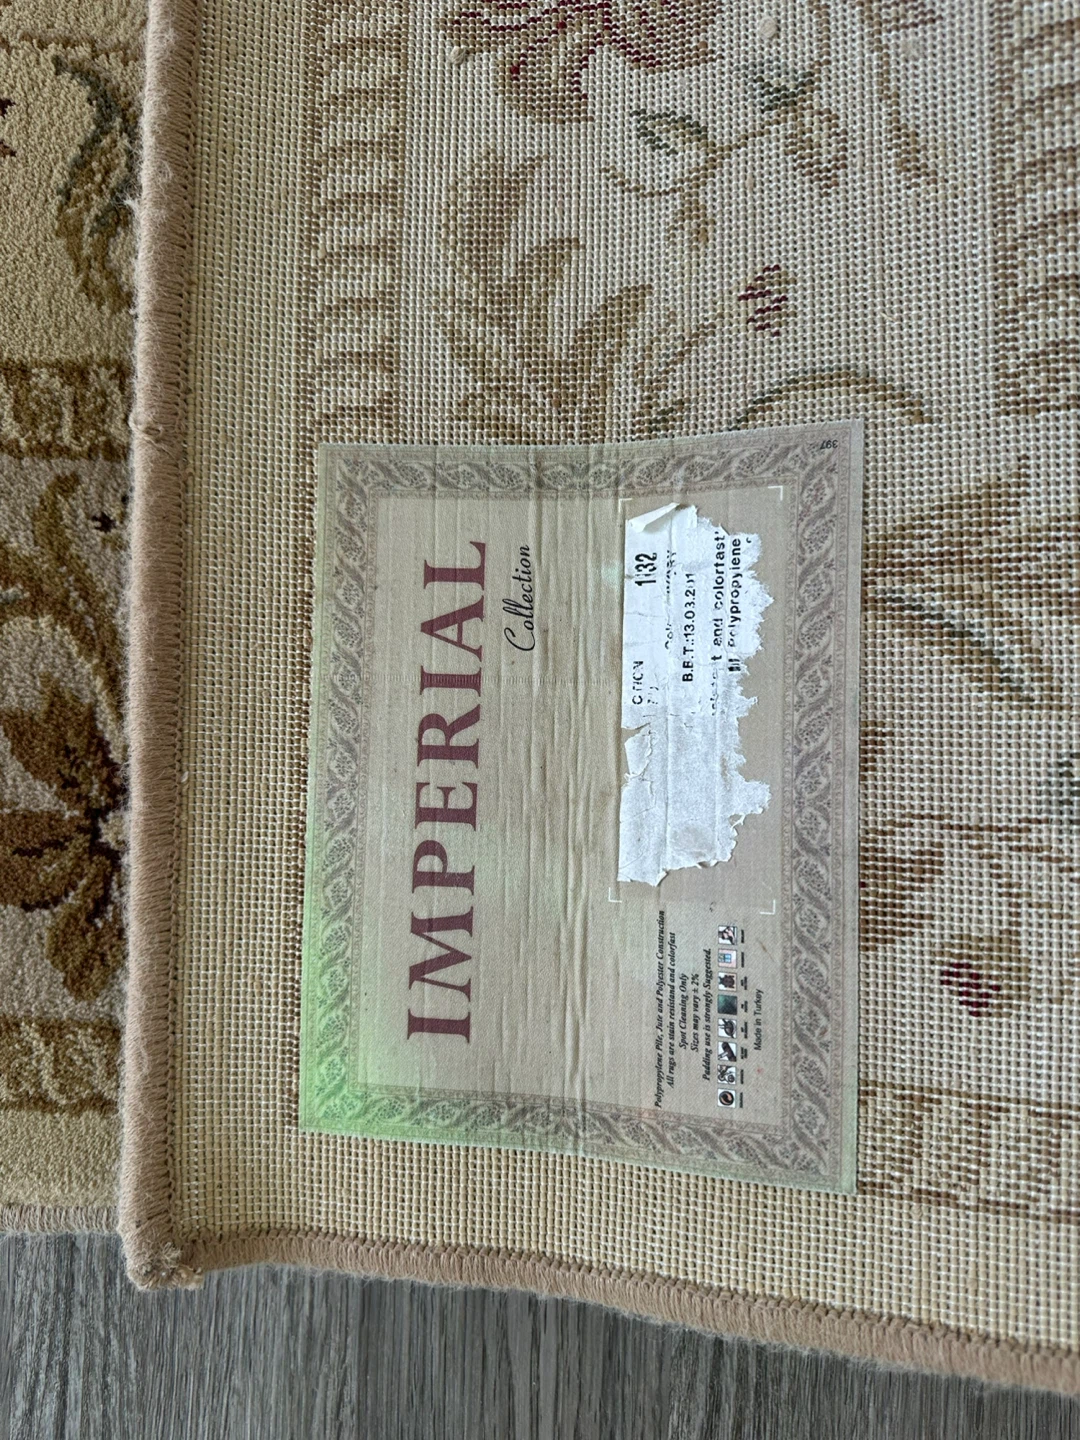 IMPERIAL
Collection
1132
B.B.T.:13.03.201
t and colorfast
Polypropylene
Polypropylene Pile, Jute and Polyester Construction
All rugs are stain resistand and colorfast
Spot Cleaning Only
Sizes may vary ± 2%
Padding use is strongly Suggested.
Made in Turkey
397